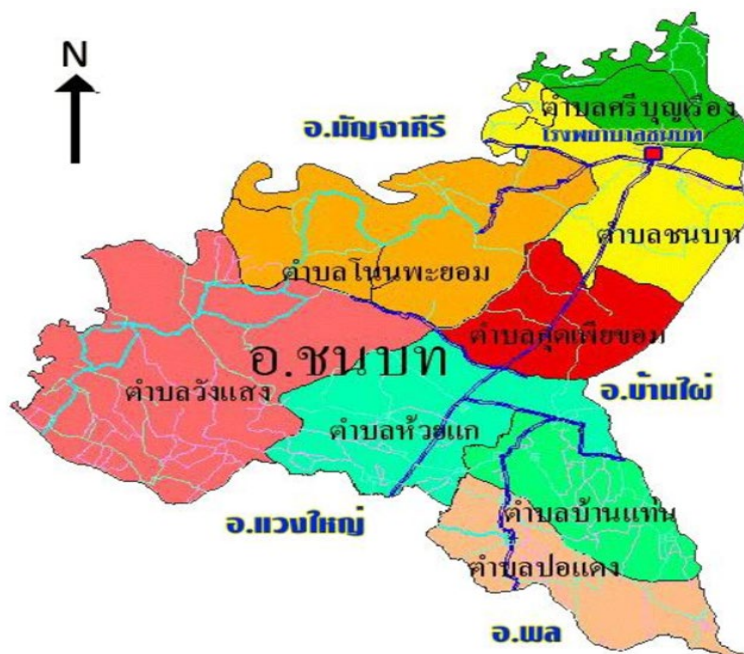 N
ตำบลศรีบุญเรือง
อ.มัญจาคีรี
โรงพยาบาลชนบท
ตำบลชนบท
ตำบลโนนพะยอม
ตำบลกุดเพียขอม
อ.ชนบท
ตำบลวังแสง
อ.บ้านไผ่
ตำบลห้วยแก
อ.แวงใหญ่
ตำบลบ้านแท่น
ตำบลปอแดง
อ.พล